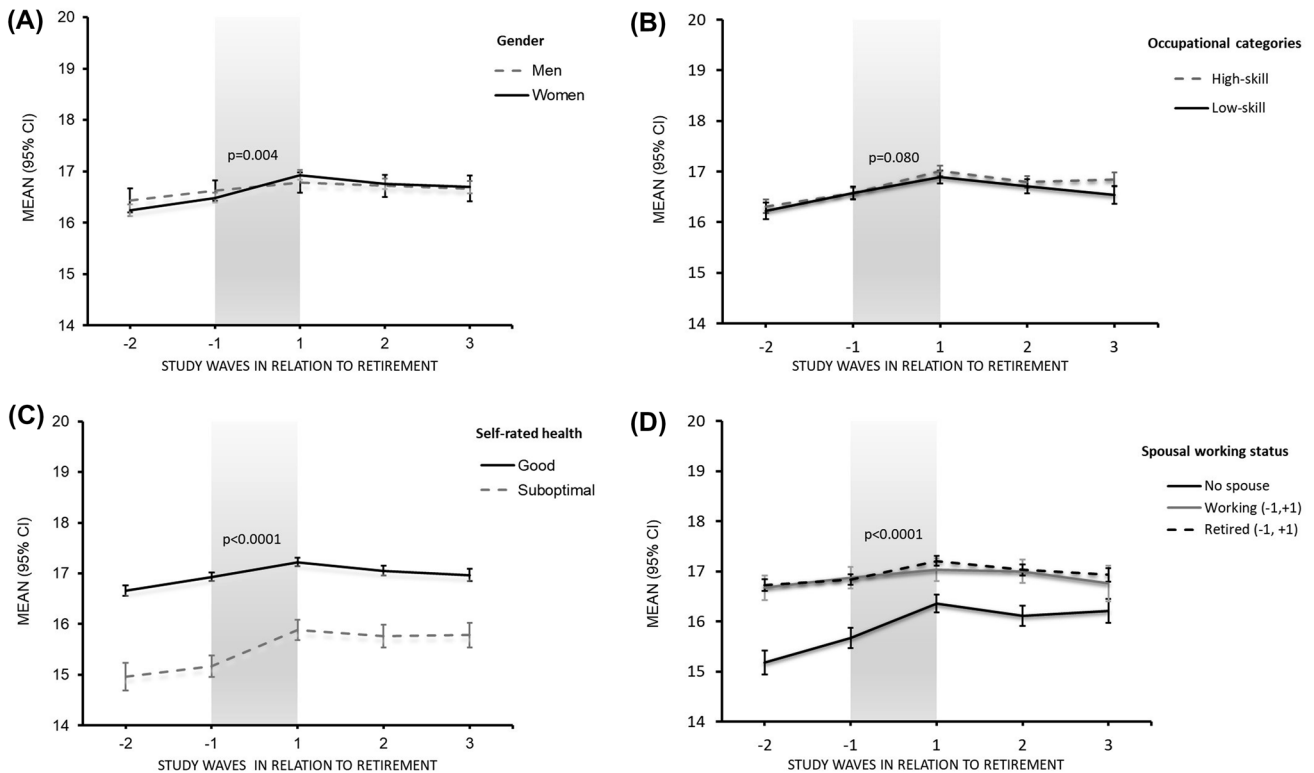 (A)
20
19
18
17
16
15
14
MEAN (95% CI)
Gender
Men
Women
p=0.004
-2 -1 1 2 3
STUDY WAVES IN RELATION TO RETIREMENT
(B)
20
19
18
17
16
15
14
MEAN (95% CI)
Occupational categories
High-skill
Low-skill
p=0.080
-2 -1 1 2 3
STUDY WAVES IN RELATION TO RETIREMENT
(C)
20
19
18
17
16
15
14
MEAN (95% CI)
Self-rated health
Good
Suboptimal
p<0.0001
-2 -1 1 2 3
STUDY WAVES IN RELATION TO RETIREMENT
(D)
20
19
18
17
16
15
14
MEAN (95% CI)
Spousal working status
No spouse
Working (-1,+1)
Retired (-1, +1)
p<0.0001
-2 -1 1 2 3
STUDY WAVES IN RELATION TO RETIREMENT